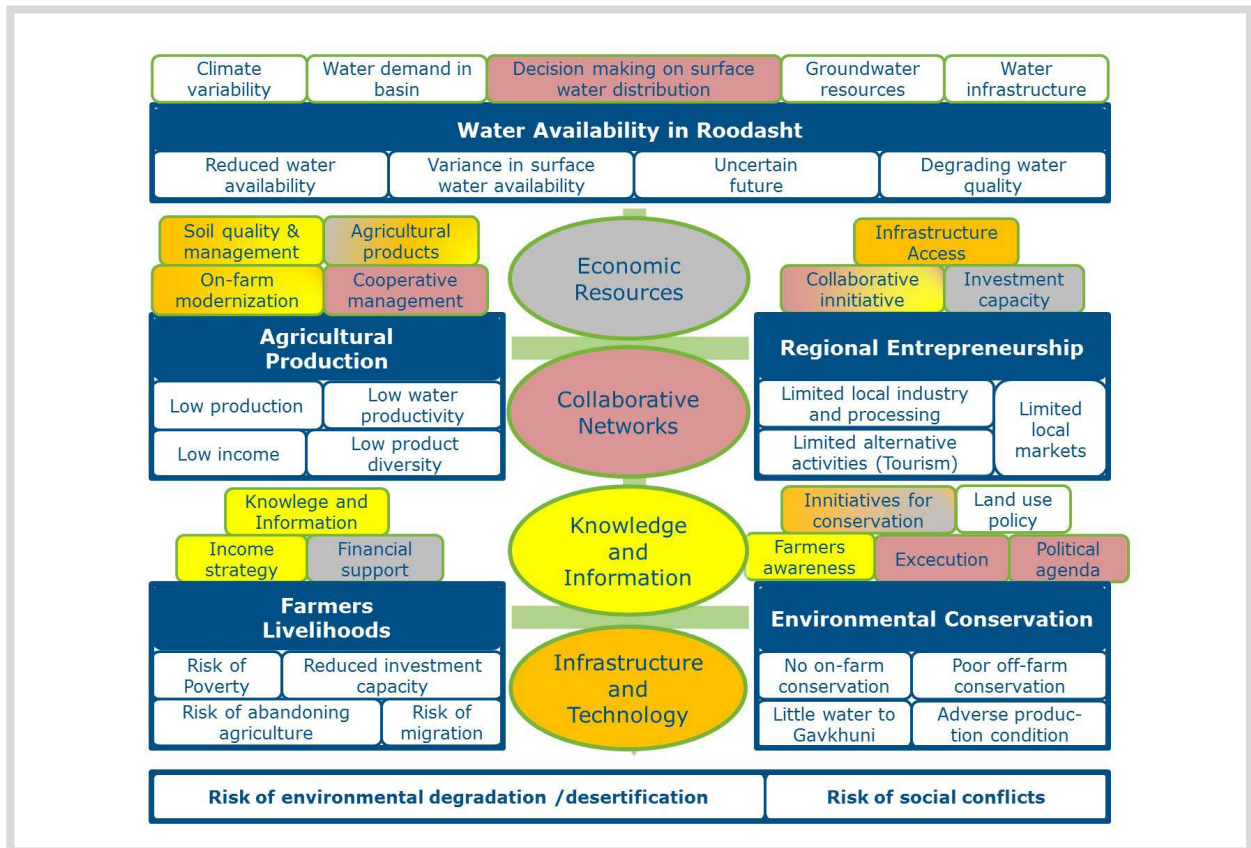 Climate
variability
Water demand in
basin
Decision making on surface
water distribution
Groundwater
resources
Water
infrastructure
Water Availability in Roodasht
Reduced water
availability
Variance in surface
water availability
Uncertain
future
Degrading water
quality
Soil quality &
management
Agricultural
products
On-farm
modernization
Cooperative
management
Agricultural
Production
Low production
Low water
productivity
Low income
Low product
diversity
Economic
Resources
Collaborative
Networks
Infrastructure
Access
Collaborative
innitiative
Investment
capacity
Regional Entrepreneurship
Limited local industry
and processing
Limited alternative
activities (Tourism)
Limited
local
markets
Knowlege and
Information
Income
strategy
Financial
support
Farmers
Livelihoods
Risk of
Poverty
Reduced investment
capacity
Risk of abandoning
agriculture
Risk of
migration
Knowledge
and
Information
Infrastructure
and
Technology
Innitiatives for
conservation
Land use
policy
Farmers
awareness
Excecution
Political
agenda
Environmental Conservation
No on-farm
conservation
Poor off-farm
conservation
Little water to
Gavkhuni
Adverse produc-
tion condition
Risk of environmental degradation /desertification
Risk of social conflicts